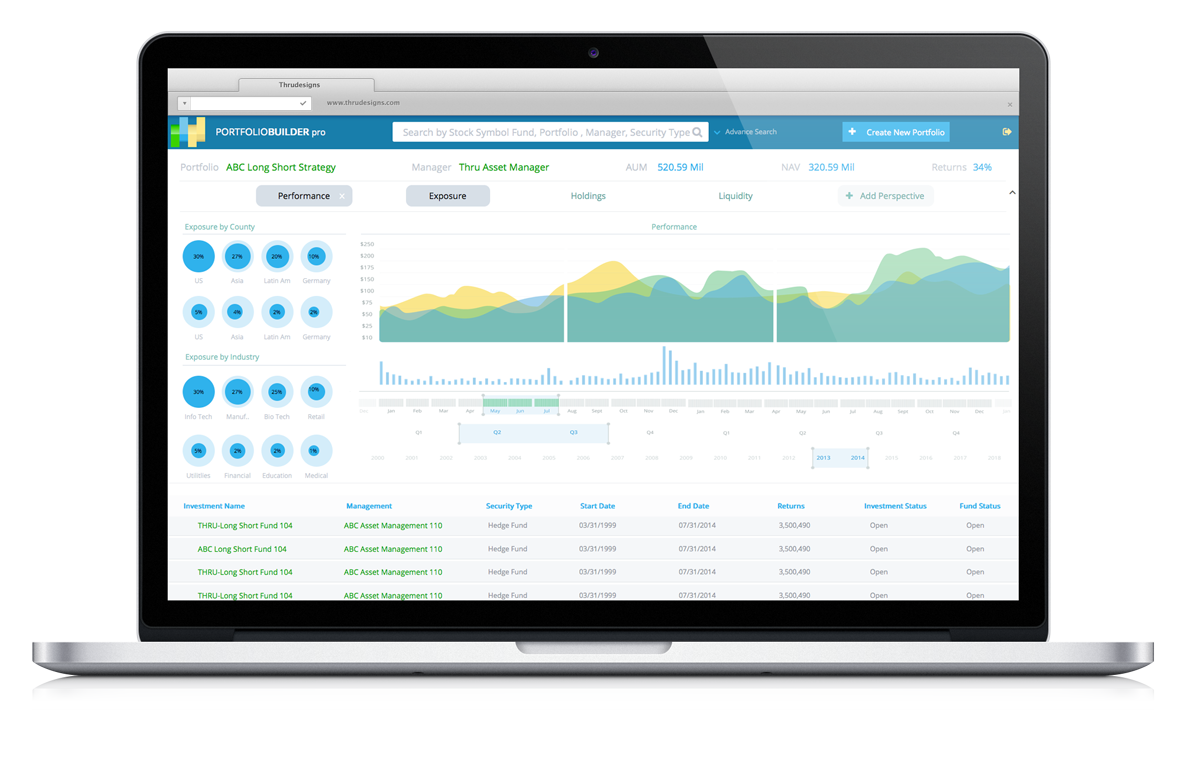 Thrudesigns
www.thrudesigns.com
PORTFOLIOBUILDER pro
Search by Stock Symbol Fund, Portfolio , Manager, Security Type
Advance Search
+ Create New Portfolio
Portfolio ABC Long Short Strategy
Manager Thru Asset Manager
AUM 520.59 Mil
NAV 320.59 Mil
Returns 34%
Performance x
Exposure
Holdings
Liquidity
+ Add Perspective
Exposure by County
30% 27% 20% 10%
US Asia Latin Am Germany
5% 4% 2% 2%
US Asia Latin Am Germany
Exposure by Industry
30% 27% 25% 10%
Info Tech Manuf.. Bio Tech Retail
5% 2% 2% 1%
Utilitlies Financial Education Medical
Performance
$250
$200
$175
$150
$100
$75
$50
$25
$10
Dec Jan Feb Mar Apr May Jun Jul Aug Sept Oct Nov Dec Jan Feb Mar Apr May Jun Jul Aug Sept Oct Nov Dec Jan
Q1 Q2 Q3 Q4 Q1 Q2 Q3 Q4
2000 2001 2002 2003 2004 2005 2006 2007 2008 2009 2010 2011 2012 2013 2014 2015 2016 2017 2018
Investment Name Management Security Type Start Date End Date Returns Investment Status Fund Status
THRU-Long Short Fund 104 ABC Asset Management 110 Hedge Fund 03/31/1999 07/31/2014 3,500,490 Open Open
ABC Long Short Fund 104 ABC Asset Management 110 Hedge Fund 03/31/1999 07/31/2014 3,500,490 Open Open
THRU-Long Short Fund 104 ABC Asset Management 110 Hedge Fund 03/31/1999 07/31/2014 3,500,490 Open Open
THRU-Long Short Fund 104 ABC Asset Management 110 Hedge Fund 03/31/1999 07/31/2014 3,500,490 Open Open